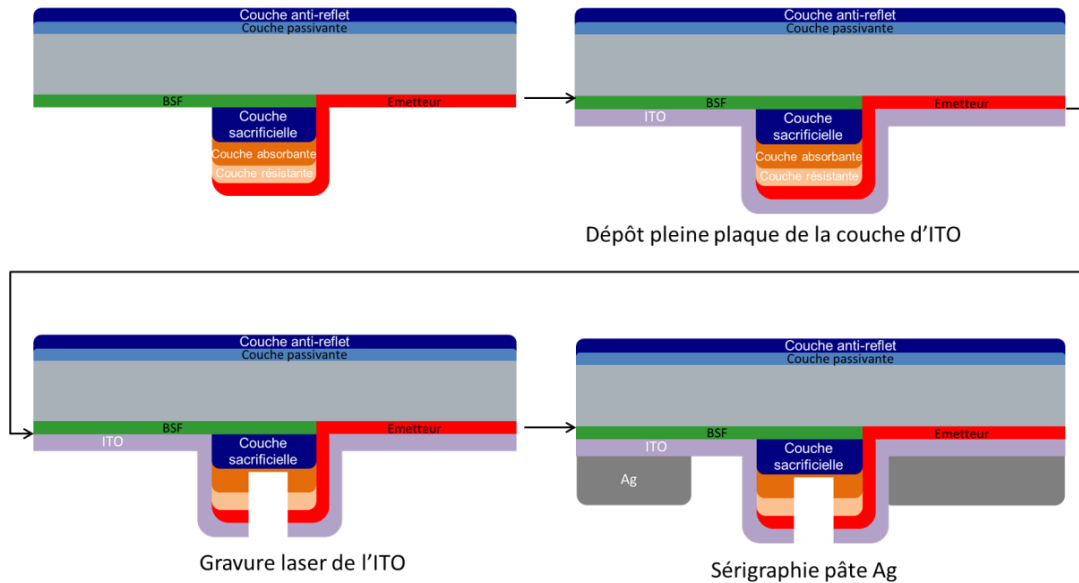 Couche anti-reflet
Couche passivante
BSF
Emetteur
Couche
sacrificielle
Couche absorbante
Couche résistante
Couche anti-reflet
Couche passivante
BSF
Emetteur
ITO
Couche
sacrificielle
Couche absorbante
Couche résistante
Dépôt pleine plaque de la couche d'ITO
Couche anti-reflet
Couche passivante
BSF
Emetteur
ITO
Couche
sacrificielle
Gravure laser de l'ITO
Couche anti-reflet
Couche passivante
BSF
Emetteur
ITO
Couche
sacrificielle
Ag
Sérigraphie pâte Ag